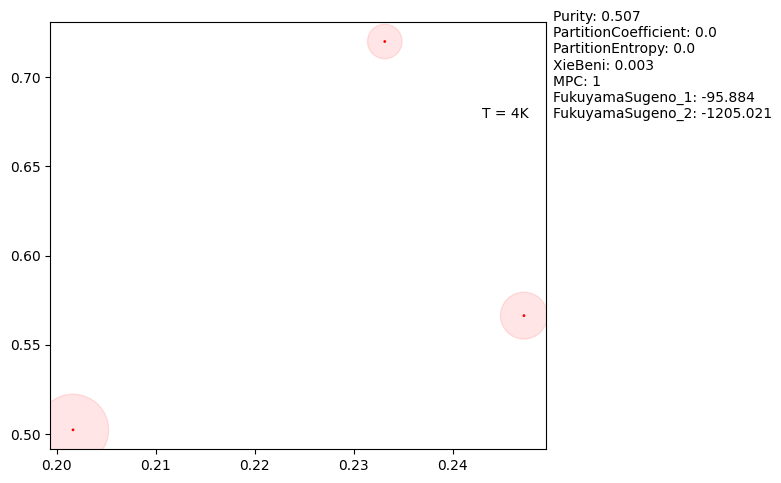 Purity: 0.507
PartitionCoefficient: 0.0
PartitionEntropy: 0.0
XieBeni: 0.003
MPC: 1
FukuyamaSugeno_1: -95.884
FukuyamaSugeno_2: -1205.021
T = 4K
0.70
0.65
0.60
0.55
0.50
0.20 0.21 0.22 0.23 0.24